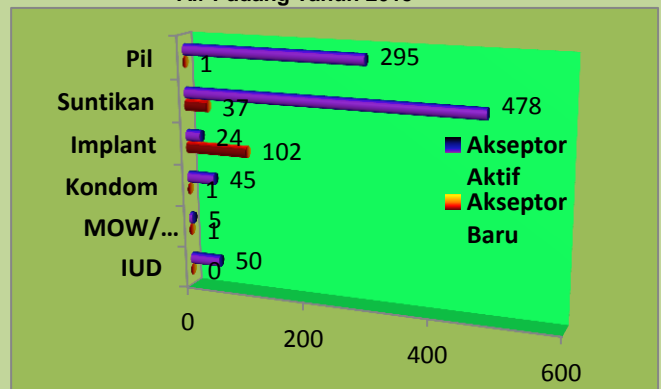 Pil 295
1
Suntikan 478
37
Implant 24
102
Kondom 45
1
MOW/... 5
1
IUD 50
0
Akseptor
Aktif
Akseptor
Baru
0 200 400 600